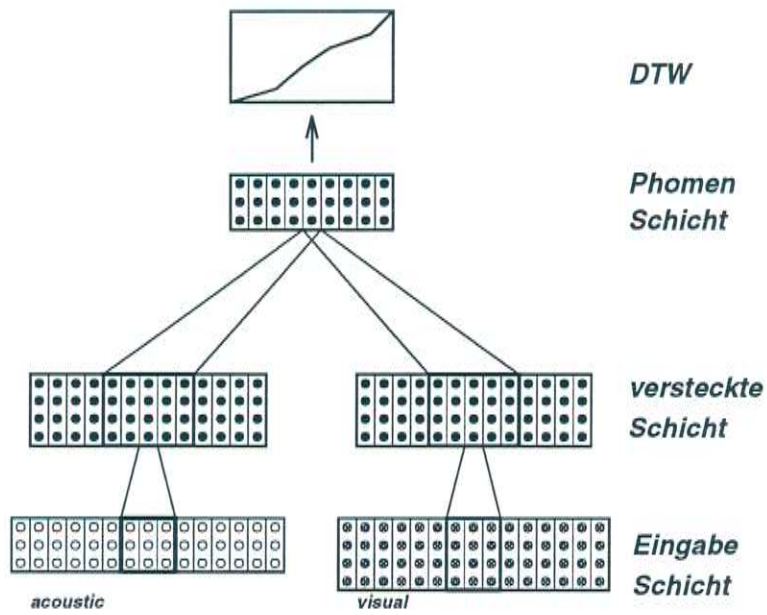 DTW
Phomen
Schicht
versteckte
Schicht
Eingabe
Schicht
acoustic
visual